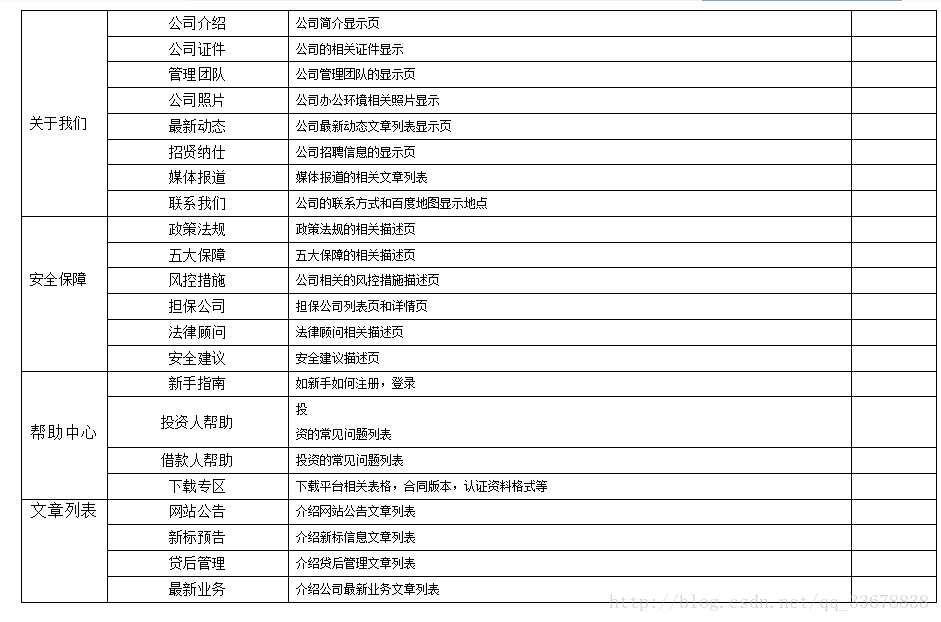 关于我们
公司介绍 公司简介显示页
公司证件 公司的相关证件显示
管理团队 公司管理团队的显示页
公司照片 公司办公环境相关照片显示
最新动态 公司最新动态文章列表显示页
招贤纳仕 公司招聘信息的显示页
媒体报道 媒体报道的相关文章列表
联系我们 公司的联系方式和百度地图显示地点
安全保障
政策法规 政策法规的相关描述页
五大保障 五大保障的相关描述页
风控措施 公司相关的风控措施描述页
担保公司 担保公司列表页和详情页
法律顾问 法律顾问相关描述页
安全建议 安全建议描述页
帮助中心
新手指南 如新手如何注册，登录
投资人帮助 投
资的常见问题列表
借款人帮助 投资的常见问题列表
下载专区 下载平台相关表格，合同版本，认证资料格式等
文章列表
网站公告 介绍网站公告文章列表
新标预告 介绍新标信息文章列表
贷后管理 介绍贷后管理文章列表
最新业务 介绍公司最新业务文章列表
http://blog.csdn.net/qq_33678838